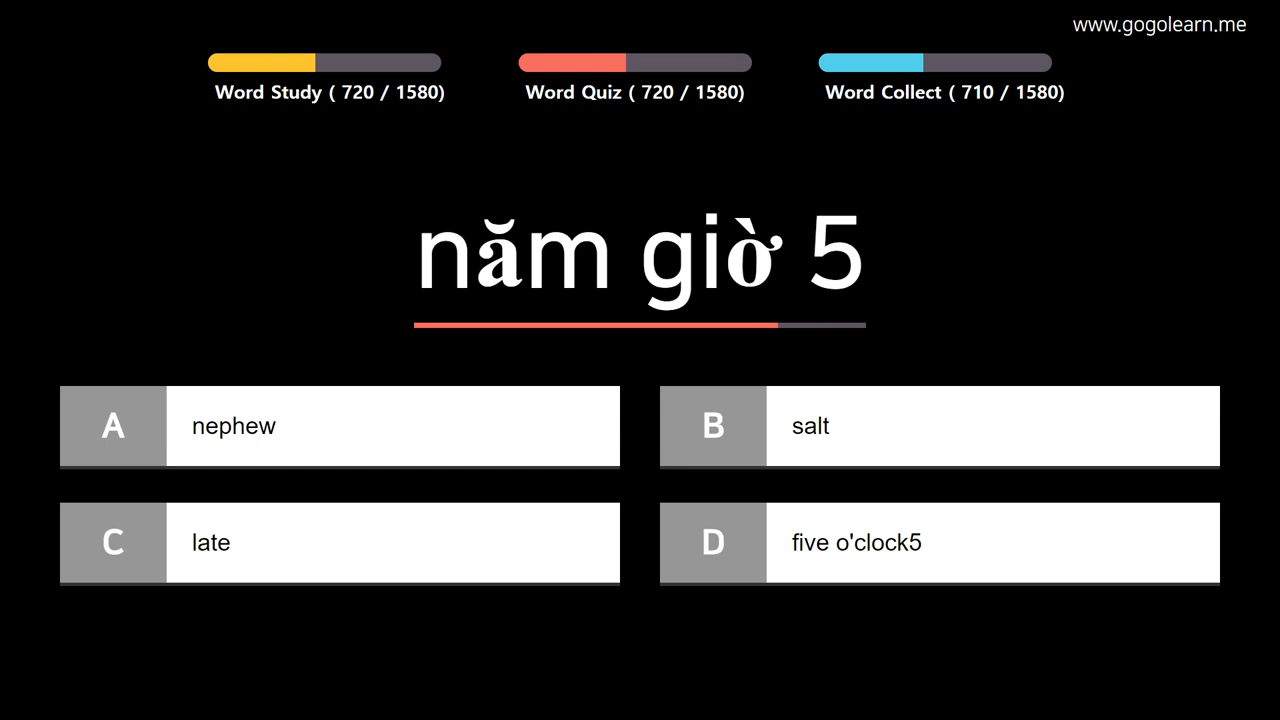 www.gogolearn.me
Word Study ( 720 / 1580)
Word Quiz ( 720 / 1580)
Word Collect ( 710 / 1580)
năm giờ 5
A nephew
B salt
C late
D five o'clock5